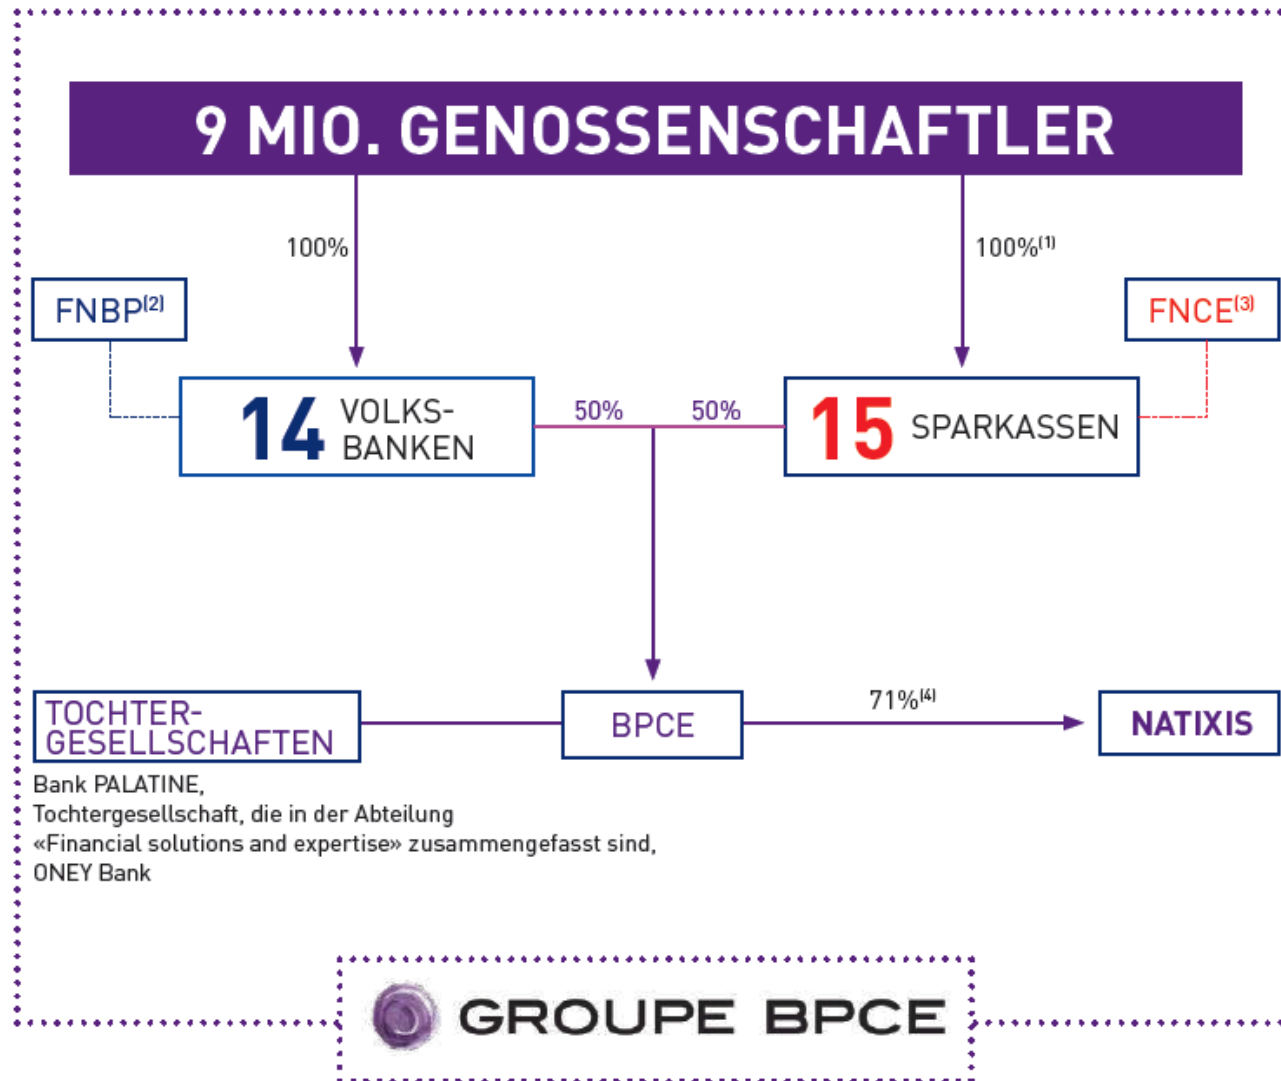 9 MIO. GENOSSENSCHAFTLER
100%
100%(1)
FNBP(2)
FNCE(3)
14 VOLKS-
BANKEN
50%
50%
15 SPARKASSEN
TOCHTER-
GESELLSCHAFTEN
BPCE
71%(4)
NATIXIS
Bank PALATINE,
Tochtergesellschaft, die in der Abteilung
«Financial solutions and expertise» zusammengefasst sind,
ONEY Bank
GROUPE BPCE